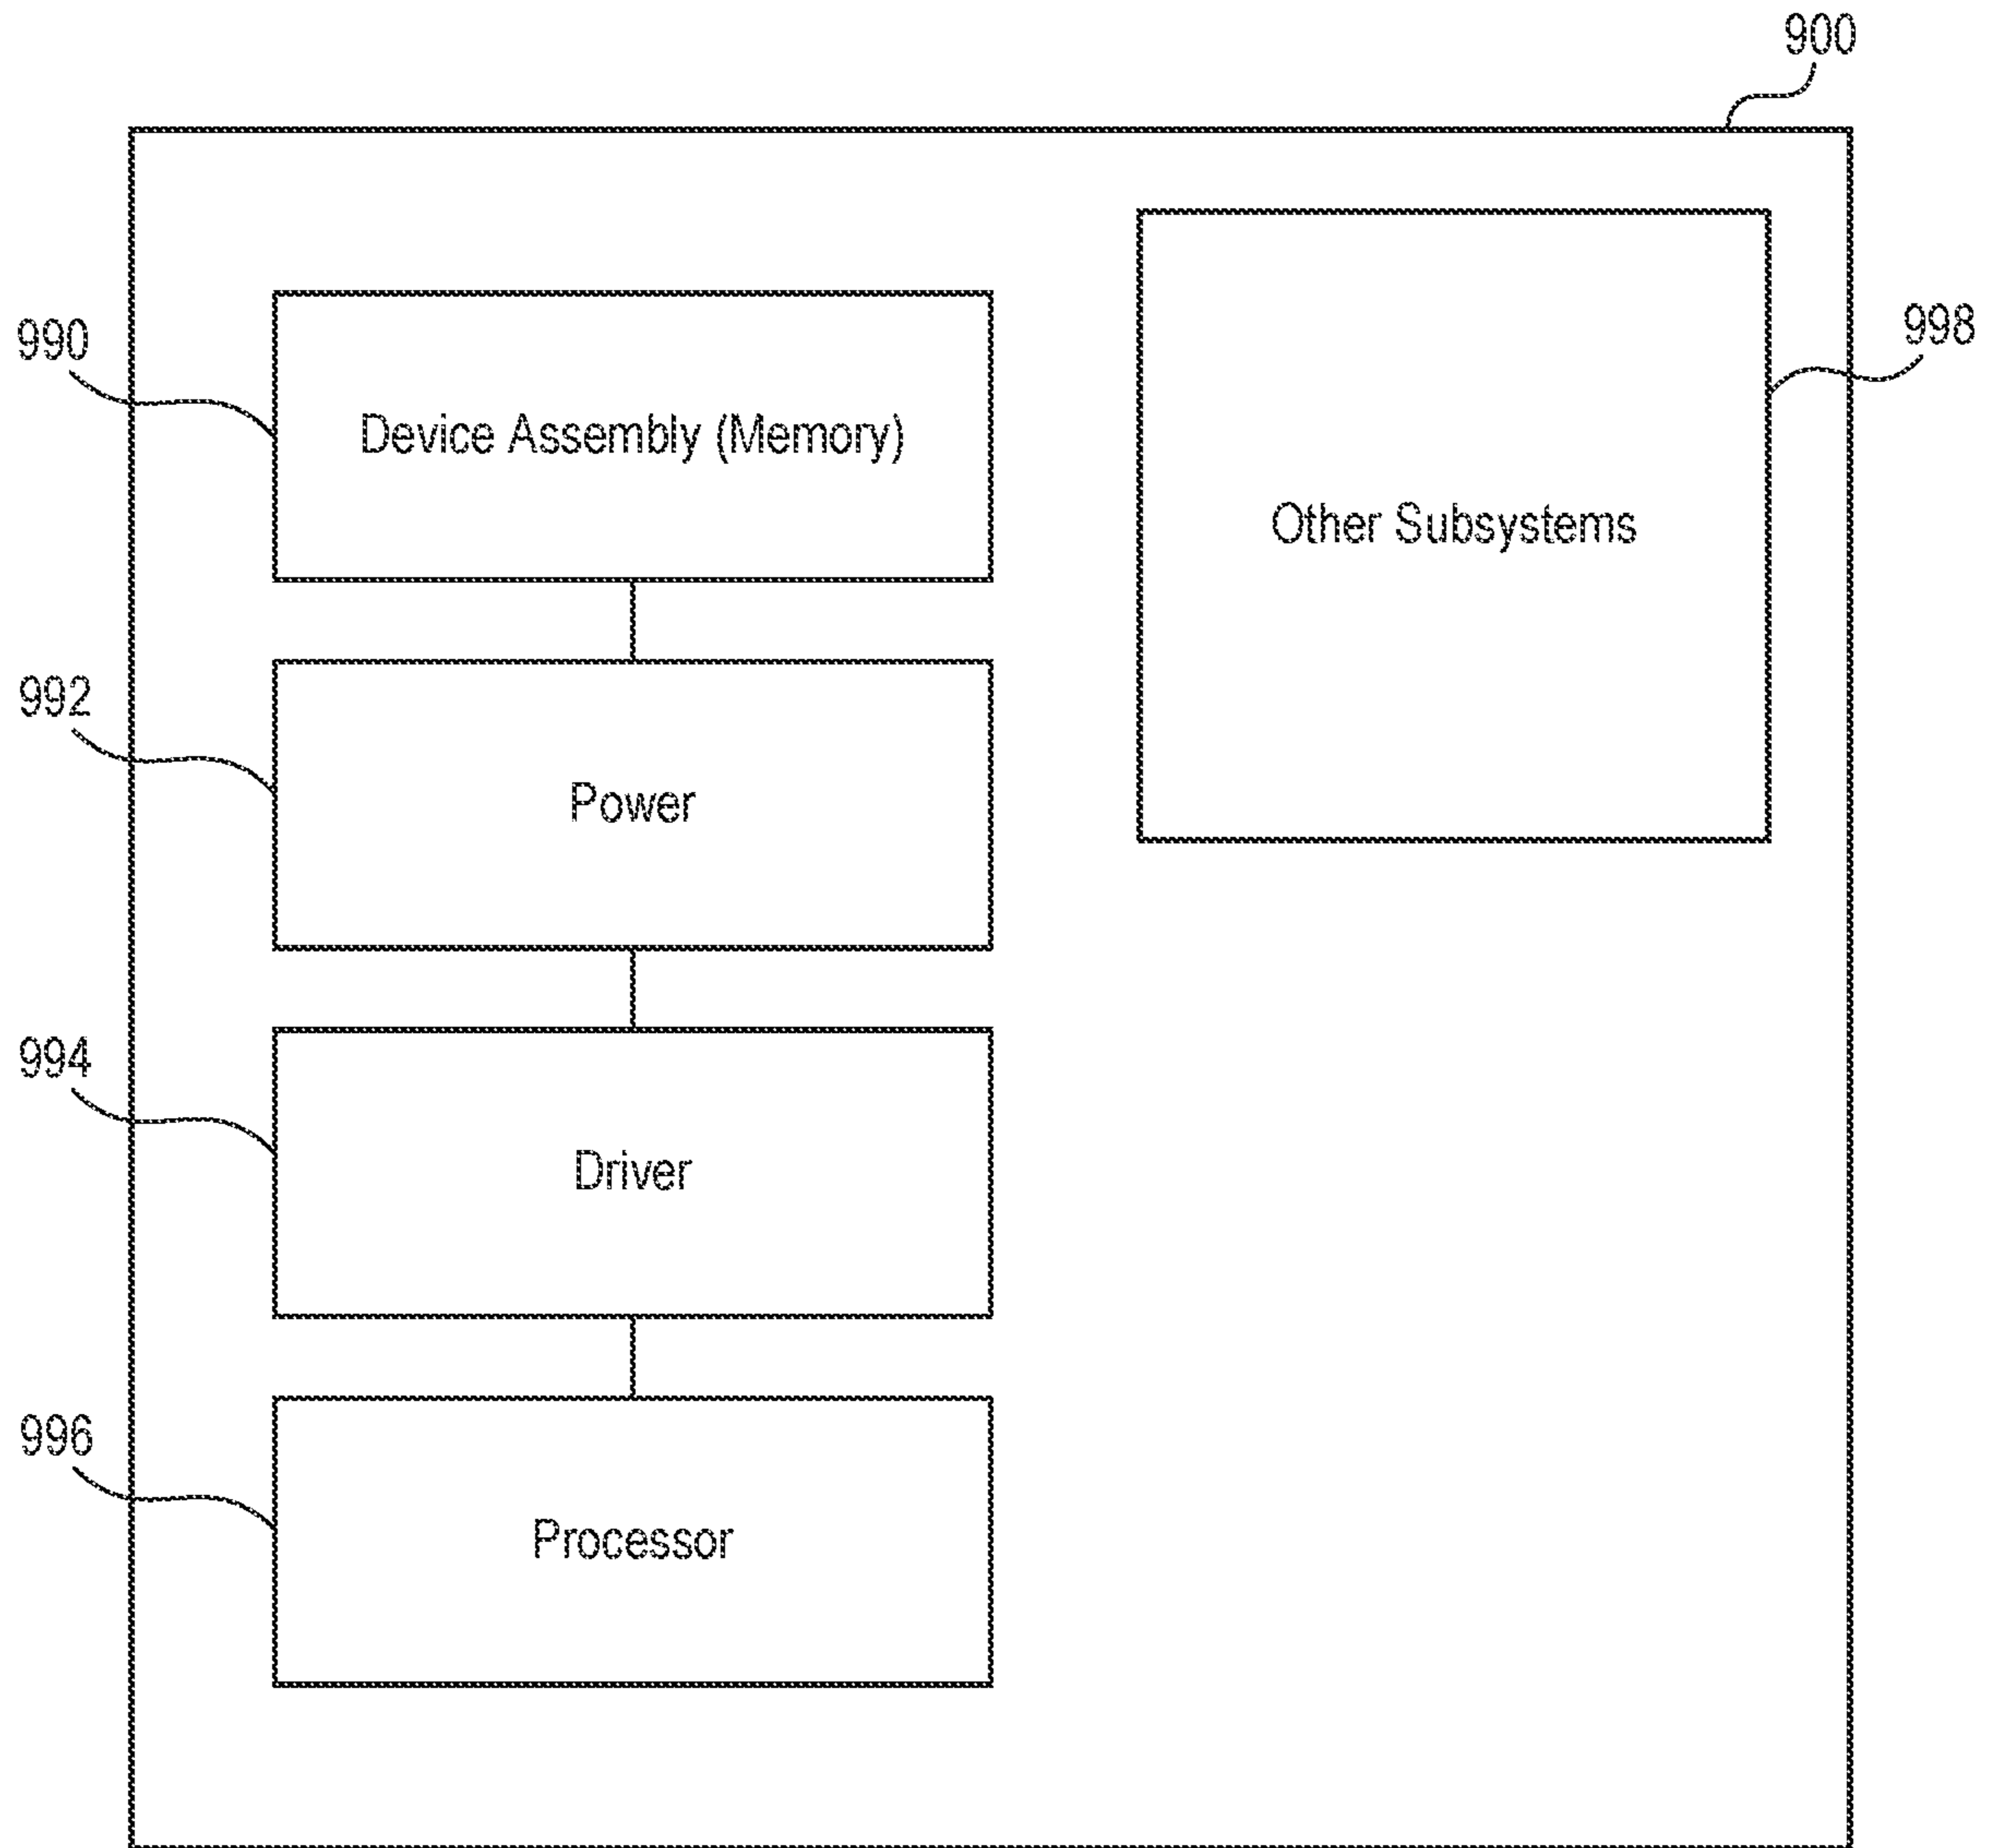 900
990
Device Assembly (Memory)
998
Other Subsystems
992
Power
994
Driver
996
Processor